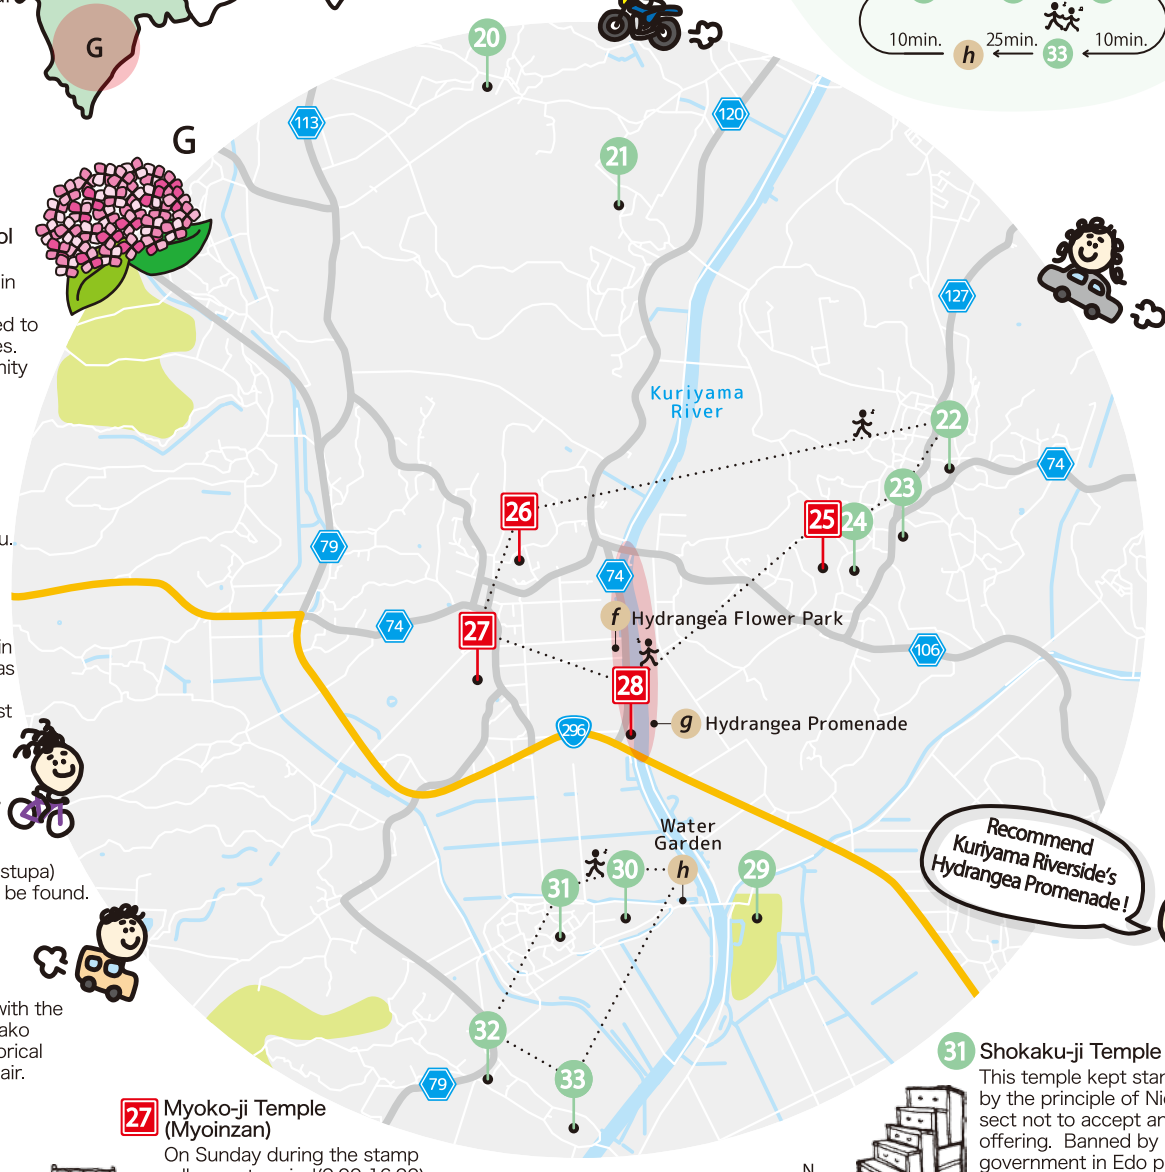 G
20
10min.
25min.
10min.
h
33
113
120
G
21
ol
in
127
ed to
es.
nity
Kuriyama
River
22
74
23
26
25
24
u.
79
74
f
Hydrangea Flower Park
74
27
in
as
106
28
st
296
g
Hydrangea Promenade
Water
Garden
Recommend
Kuriyama Riverside's
Hydrangea Promenade!
stupa)
be found.
31
30
h
29
with the
ako
orical
air.
32
33
79
31
Shokaku-ji Temple
This temple kept star
by the principle of Nic
sect not to accept an
offering. Banned by
government in Edo p
27
Myoko-ji Temple
(Myoinzan)
On Sunday during the stamp
N